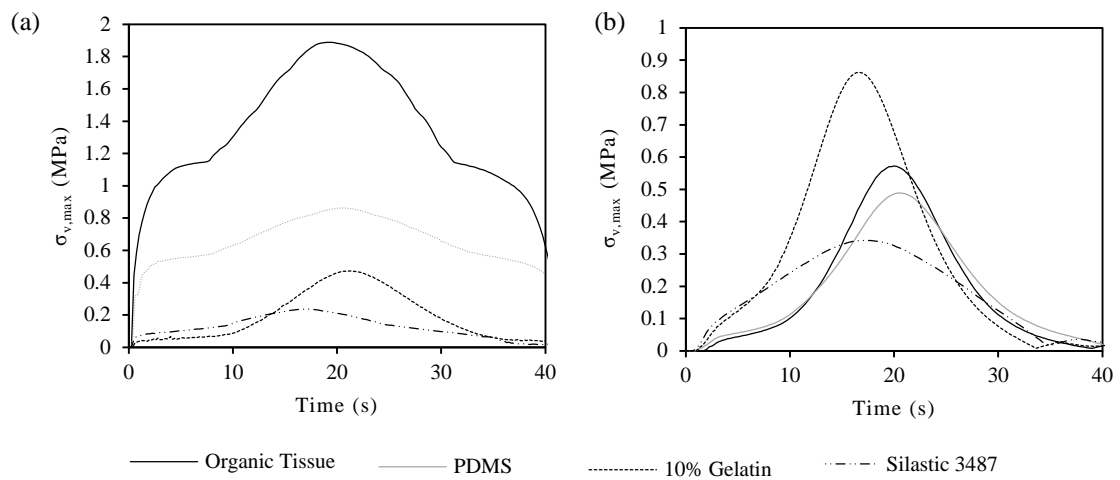 (a)
2
1.8
1.6
1.4
1.2
1
0.8
0.6
0.4
0.2
0
σv,max (MPa)
0 10 20 30 40
Time (s)
(b)
1
0.9
0.8
0.7
0.6
0.5
0.4
0.3
0.2
0.1
0
σv,max (MPa)
0 10 20 30 40
Time (s)
Organic Tissue PDMS 10% Gelatin Silastic 3487